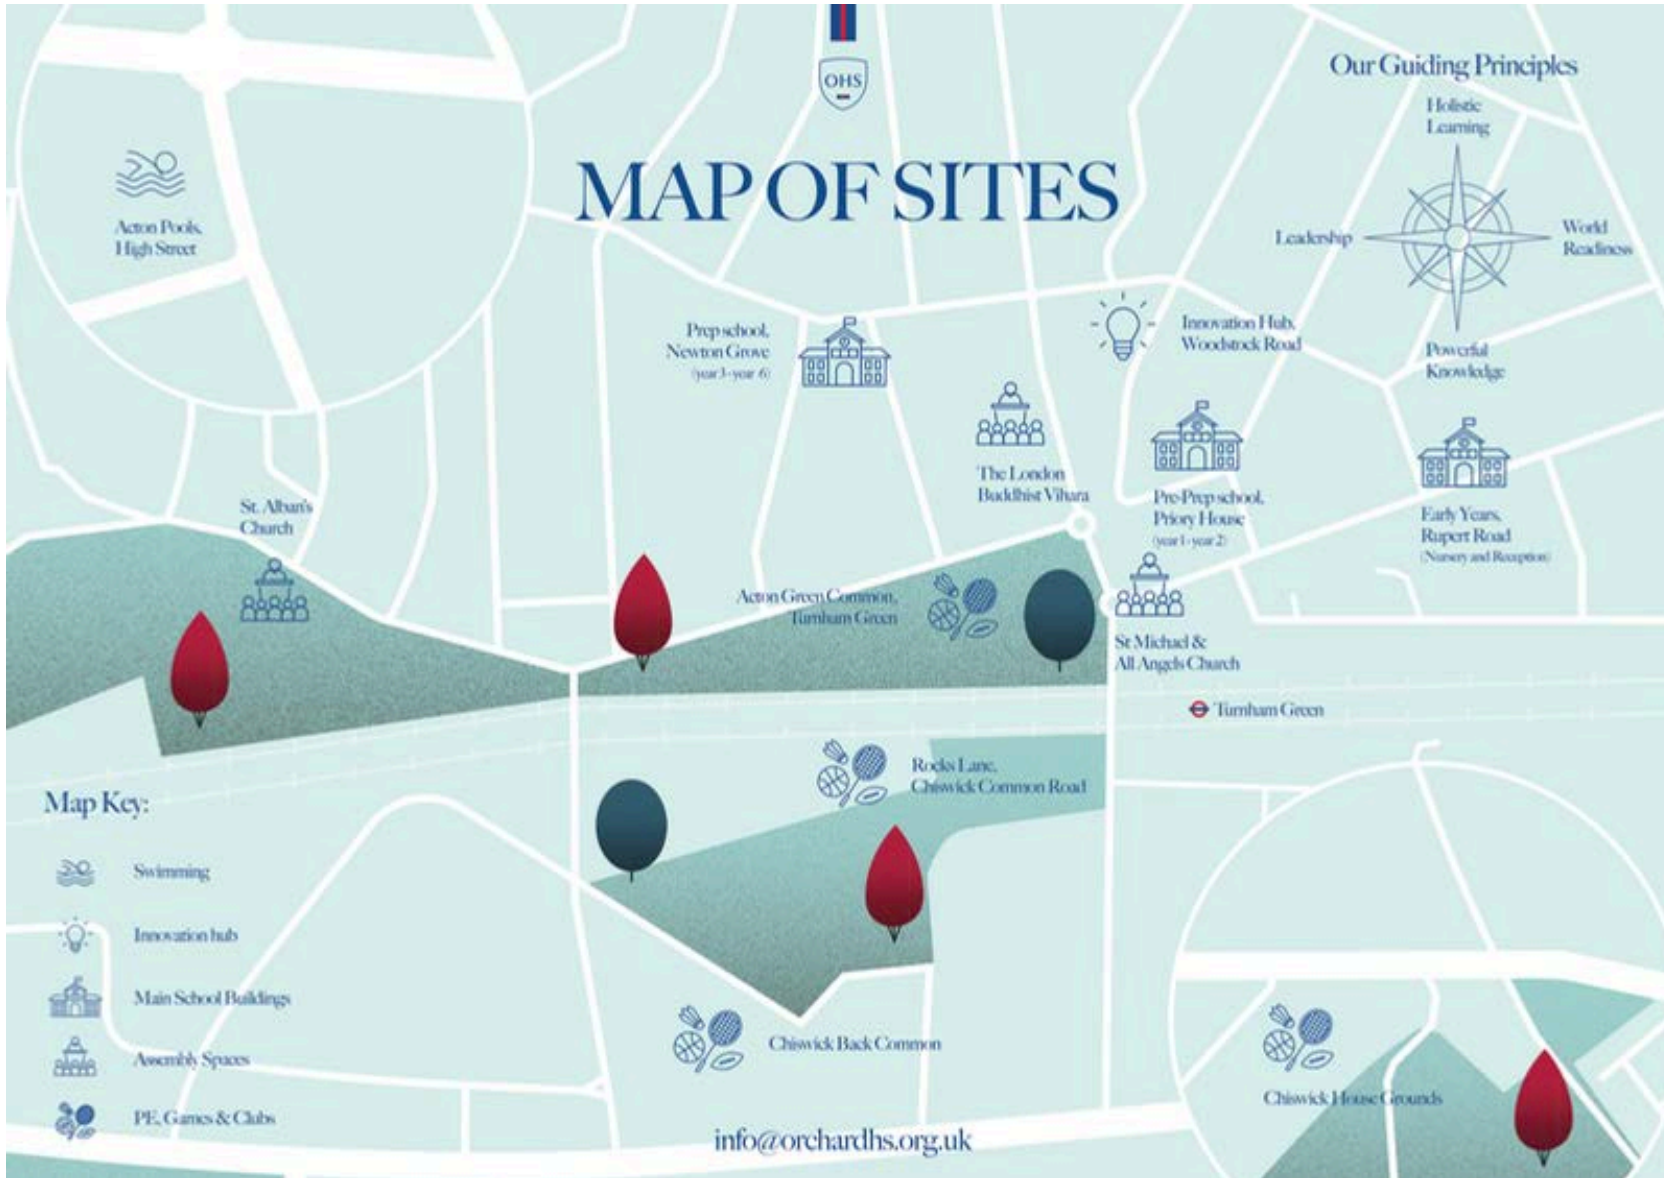 OHS
MAP OF SITES
Our Guiding Principles
Holistic
Learning
Leadership
World
Readiness
Powerful
Knowledge
Acton Pools,
High Street
Prep school,
Newton Grove
(year 3 - year 6)
Innovation Hub,
Woodstock Road
The London
Buddhist Vihara
Pre-Prep school,
Priory House
(year 1 - year 2)
Early Years,
Rupert Road
(Nursery and Reception)
St. Alban's
Church
Acton Green Common,
Turnham Green
St Michael &
All Angels Church
Turnham Green
Rocks Lane,
Chiswick Common Road
Map Key:
Swimming
Innovation hub
Main School Buildings
Assembly Spaces
PE, Games & Clubs
Chiswick Back Common
Chiswick House Grounds
info@orchardhs.org.uk